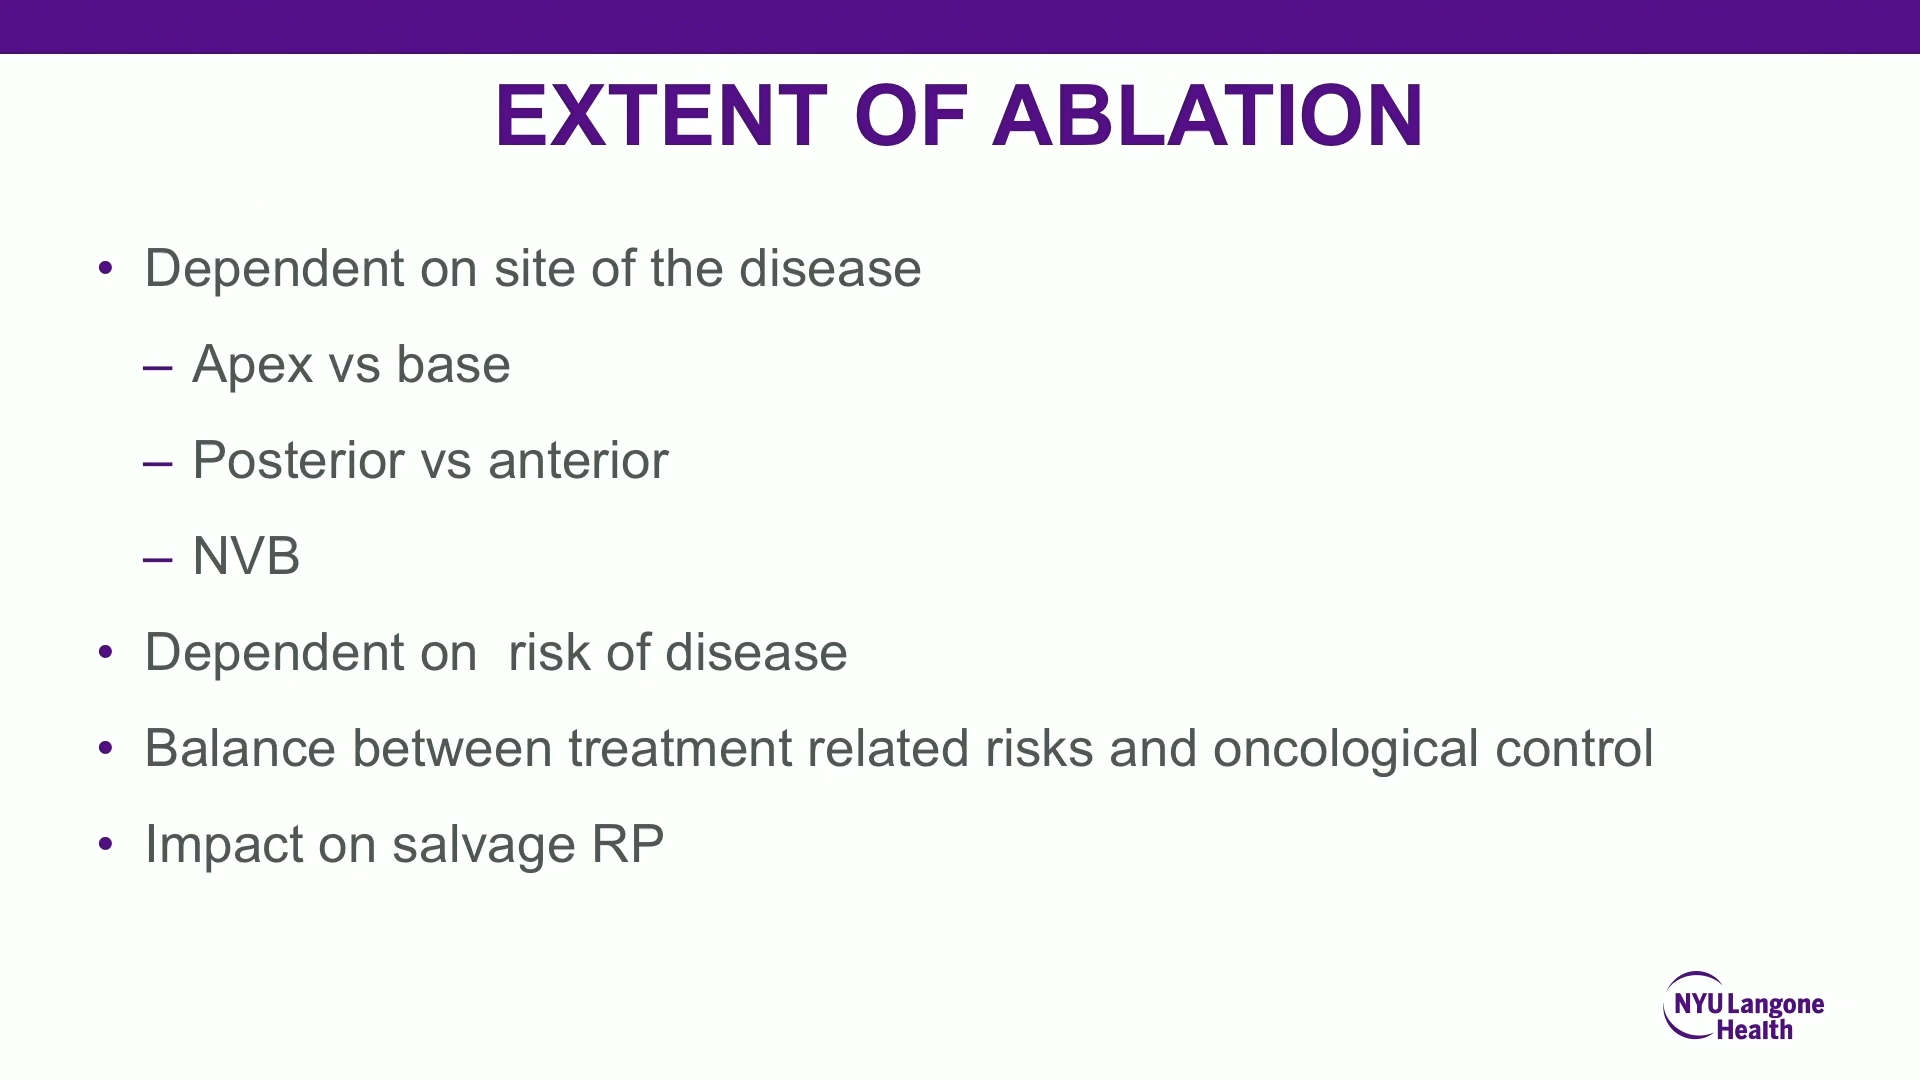 EXTENT OF ABLATION
• Dependent on site of the disease
– Apex vs base
– Posterior vs anterior
– NVB
• Dependent on  risk of disease
• Balance between treatment related risks and oncological control
• Impact on salvage RP
NYU Langone
Health